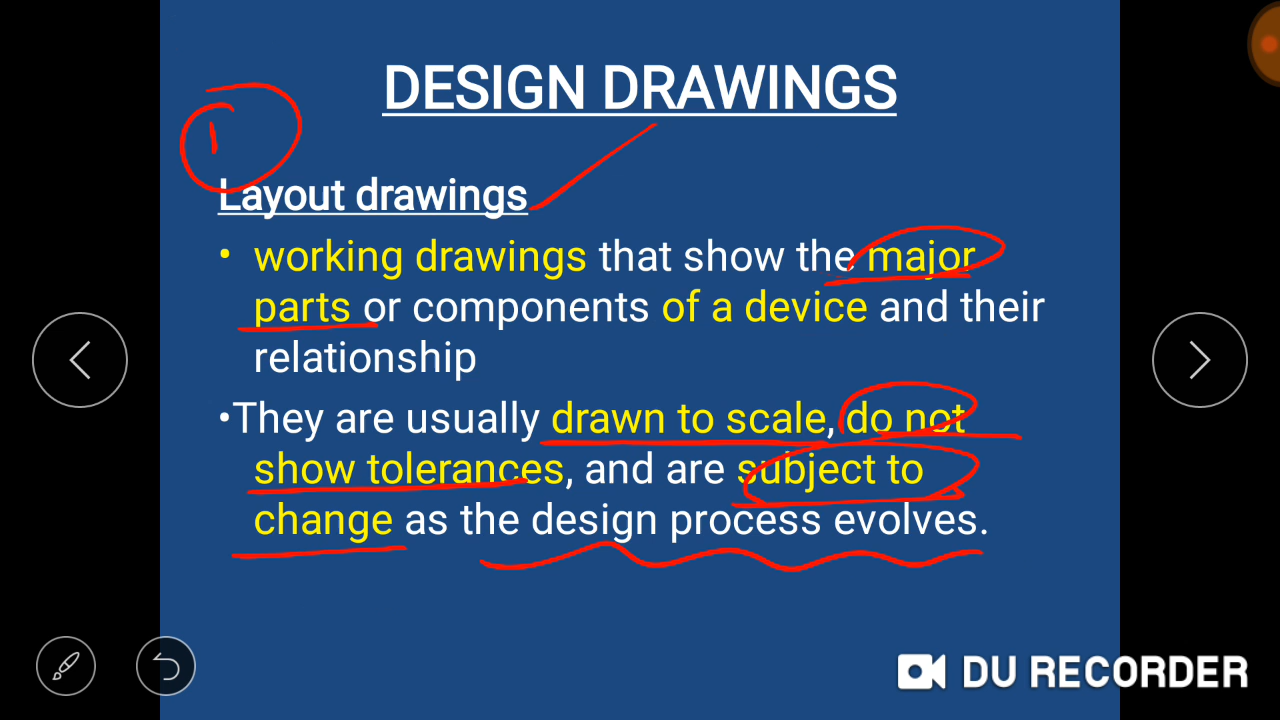 DESIGN DRAWINGS
1
Layout drawings
• working drawings that show the major
parts or components of a device and their
relationship
•They are usually drawn to scale, do not
show tolerances, and are subject to
change as the design process evolves.
DU RECORDER